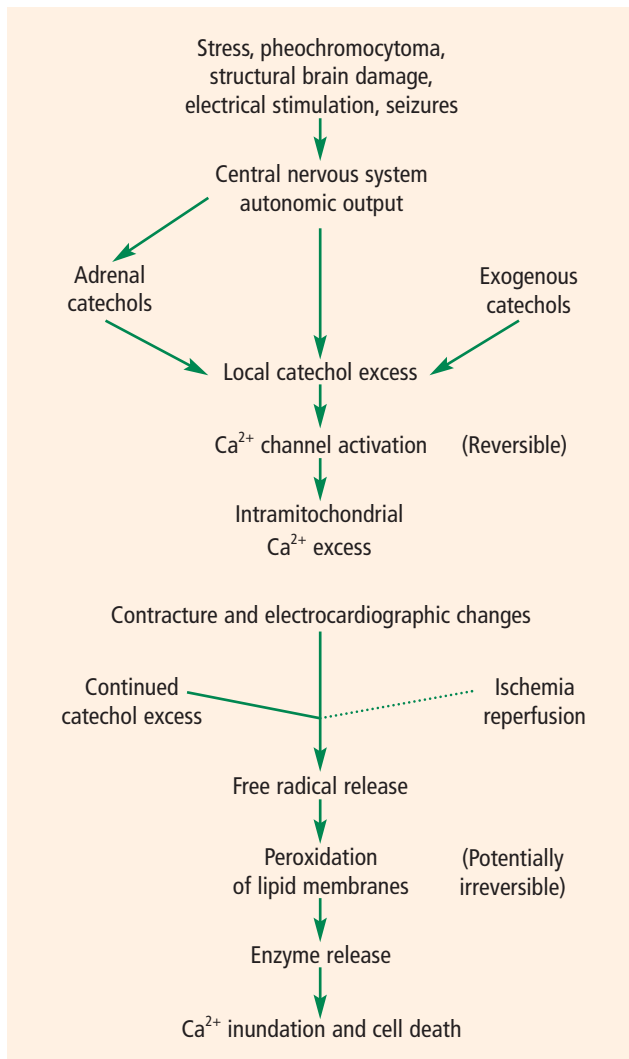 Stress, pheochromocytoma,
structural brain damage,
electrical stimulation, seizures
Central nervous system
autonomic output
Adrenal
catechols
Exogenous
catechols
Local catechol excess
Ca²⁺ channel activation (Reversible)
Intramitochondrial
Ca²⁺ excess
Contracture and electrocardiographic changes
Continued
catechol excess
Ischemia
reperfusion
Free radical release
Peroxidation
of lipid membranes
(Potentially
irreversible)
Enzyme release
Ca²⁺ inundation and cell death